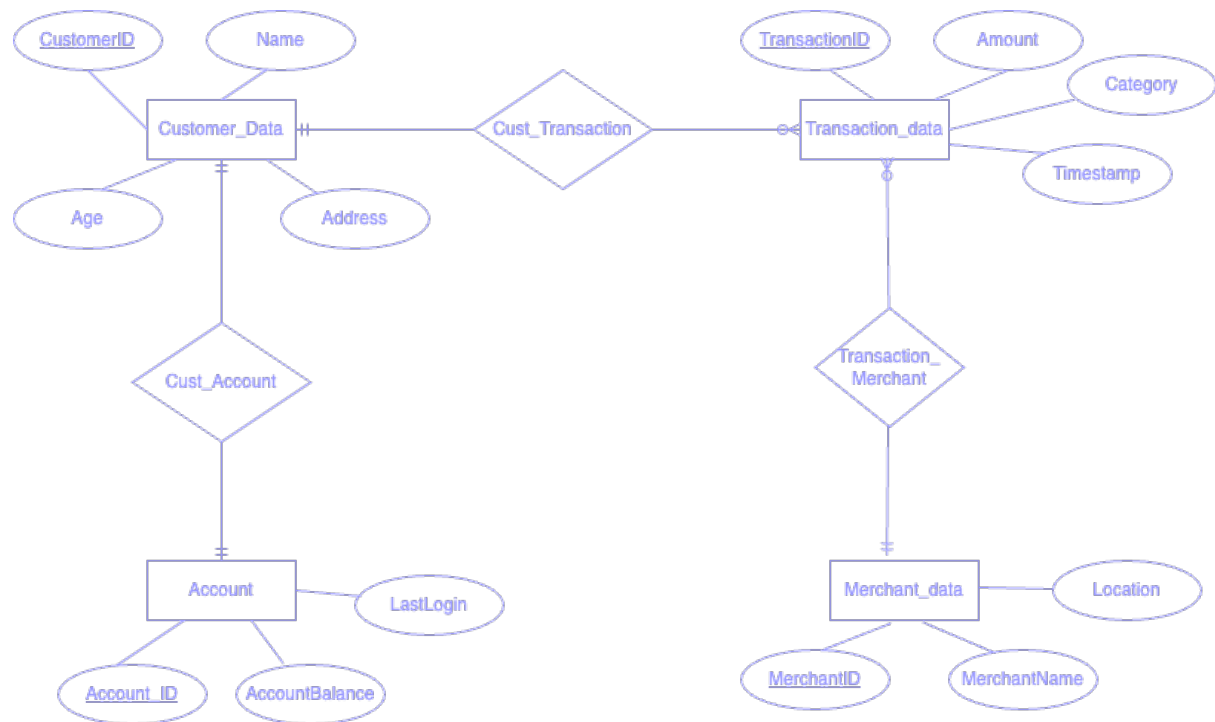 CustomerID
Name
TransactionID
Amount
Category
Customer_Data
Cust_Transaction
Transaction_data
Timestamp
Age
Address
Cust_Account
Transaction_
Merchant
Account
LastLogin
Merchant_data
Location
Account_ID
AccountBalance
MerchantID
MerchantName